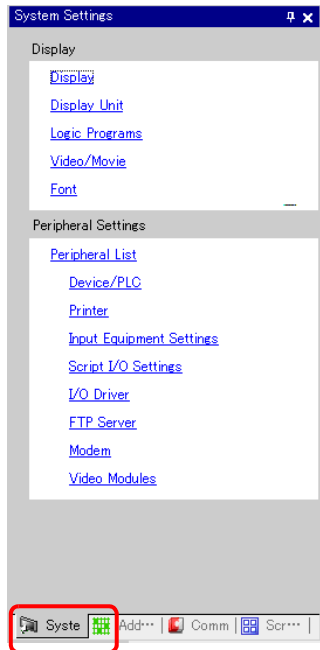 System Settings
Display
Display
Display Unit
Logic Programs
Video/Movie
Font
Peripheral Settings
Peripheral List
Device/PLC
Printer
Input Equipment Settings
Script I/O Settings
I/O Driver
FTP Server
Modem
Video Modules
Syste Add··· Comm Scr···